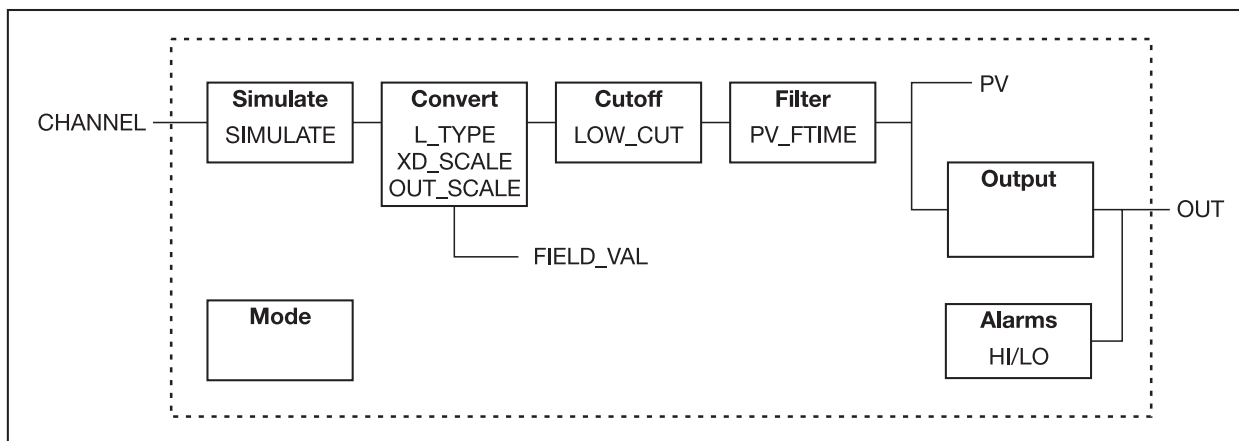 CHANNEL
Simulate
SIMULATE
Convert
L_TYPE
XD_SCALE
OUT_SCALE
FIELD_VAL
Cutoff
LOW_CUT
Filter
PV_FTIME
PV
Output
OUT
Mode
Alarms
HI/LO